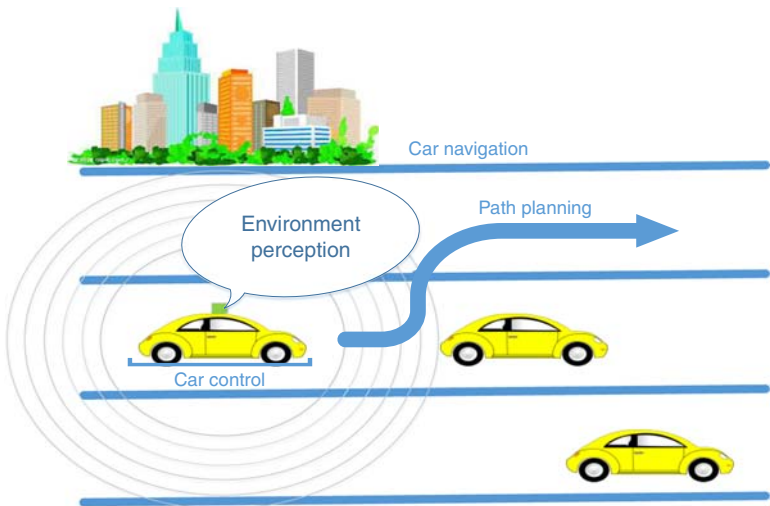 Car navigation
Path planning
Environment
perception
Car control